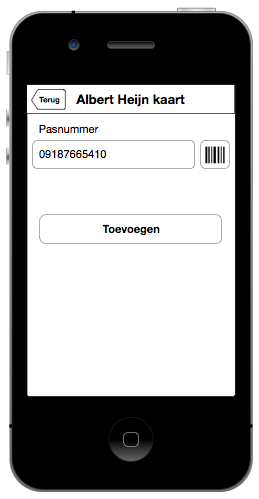 Terug Albert Heijn kaart
Pasnummer
09187665410
Toevoegen